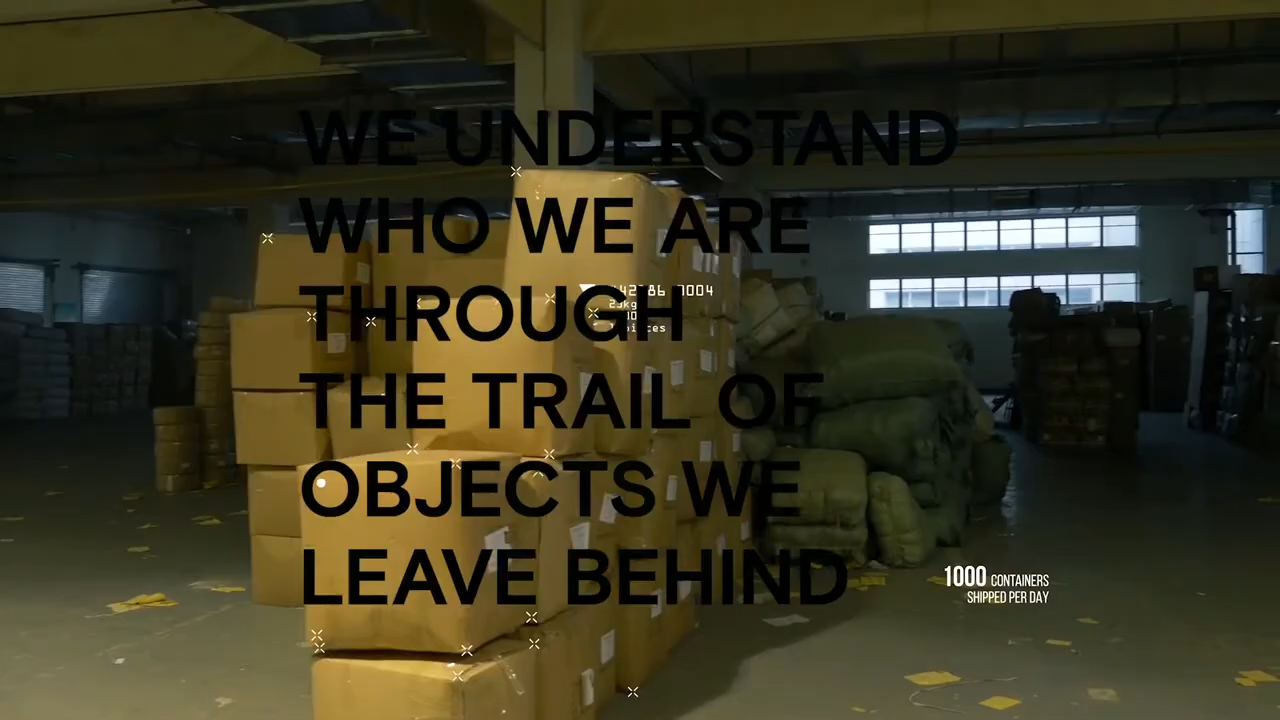 WE UNDERSTAND
WHO WE ARE
THROUGH
THE TRAIL OF
OBJECTS WE
LEAVE BEHIND
1000 CONTAINERS
SHIPPED PER DAY